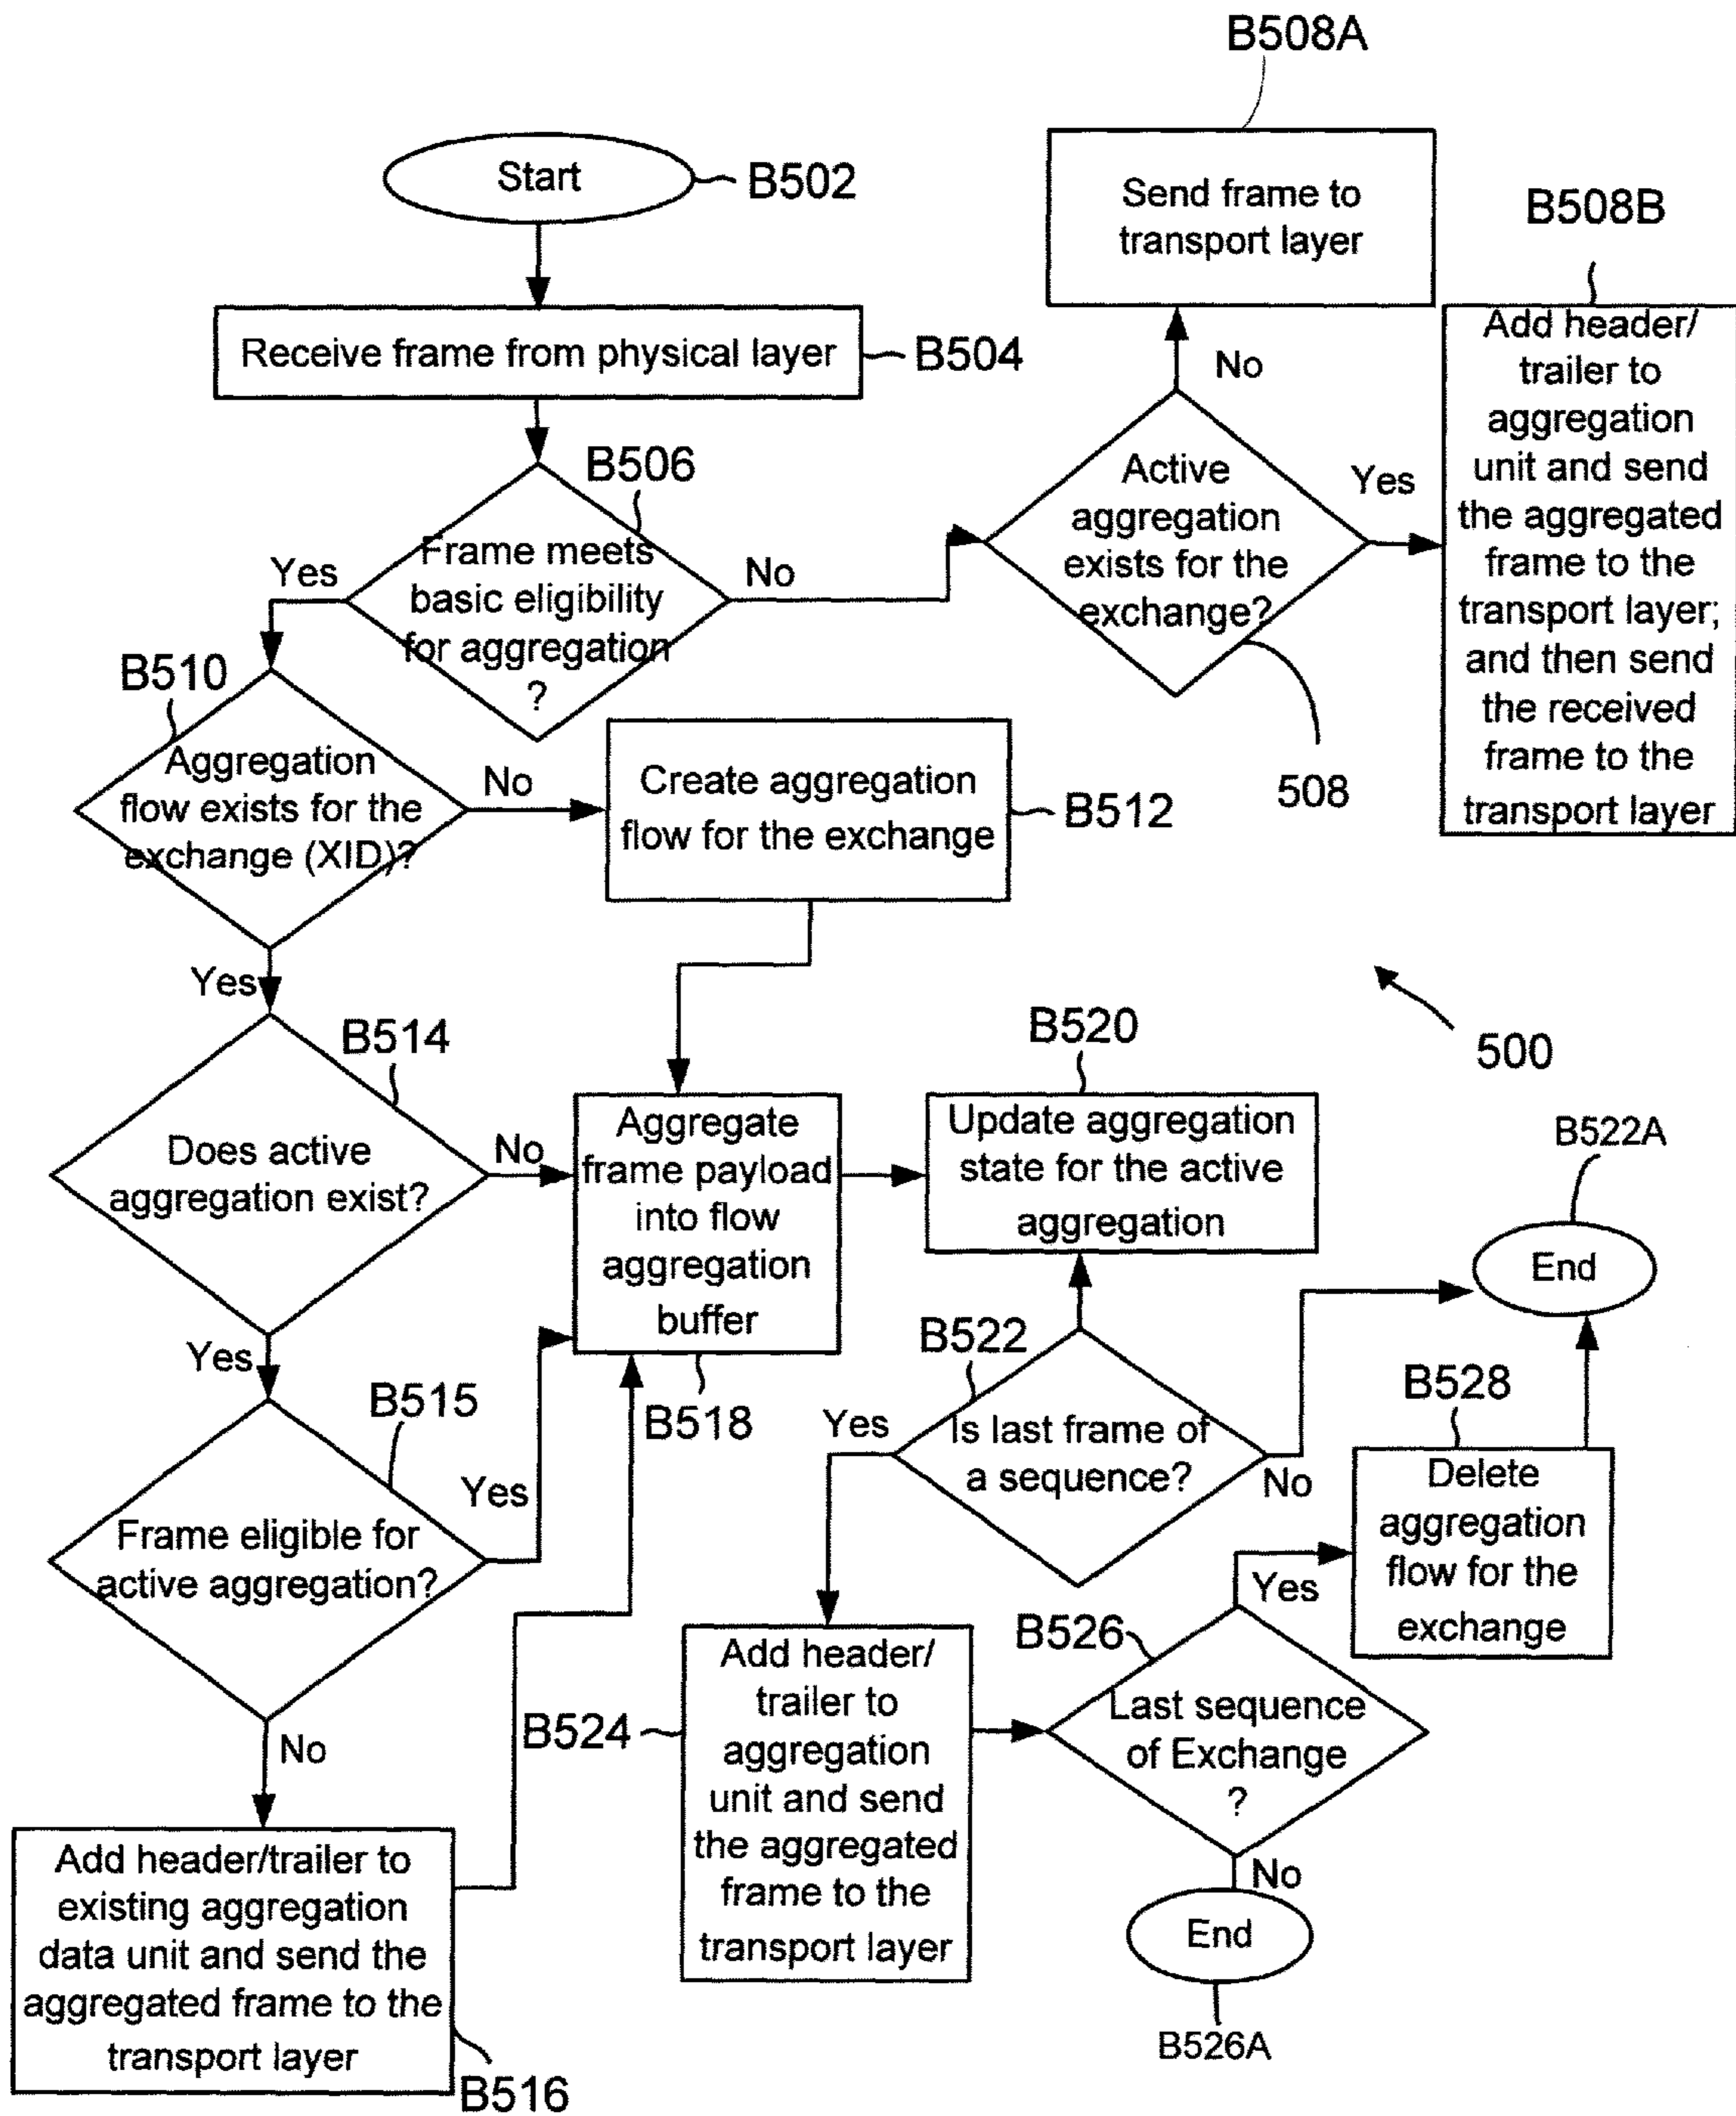 B508A
Start
B502
Send frame to
transport layer
B508B
Receive frame from physical layer
B504
No
Add header/
trailer to
aggregation
unit and send
the aggregated
frame to the
transport layer;
and then send
the received
frame to the
transport layer
B506
Active
aggregation
exists for the
exchange?
Yes
508
Frame meets
basic eligibility
for aggregation
?
Yes
No
B510
Aggregation
flow exists for the
exchange (XID)?
No
Create aggregation
flow for the exchange
B512
Yes
500
B514
Does active
aggregation exist?
No
Aggregate
frame payload
into flow
aggregation
buffer
B518
B520
Update aggregation
state for the active
aggregation
B522A
End
Yes
B515
Frame eligible for
active aggregation?
Yes
B522
Is last frame of
a sequence?
Yes
No
B528
Delete
aggregation
flow for the
exchange
No
B524
Add header/
trailer to
aggregation
unit and send
the aggregated
frame to the
transport layer
B526
Yes
Last sequence
of Exchange
?
No
End
B526A
Add header/trailer to
existing aggregation
data unit and send the
aggregated frame to the
transport layer
B516